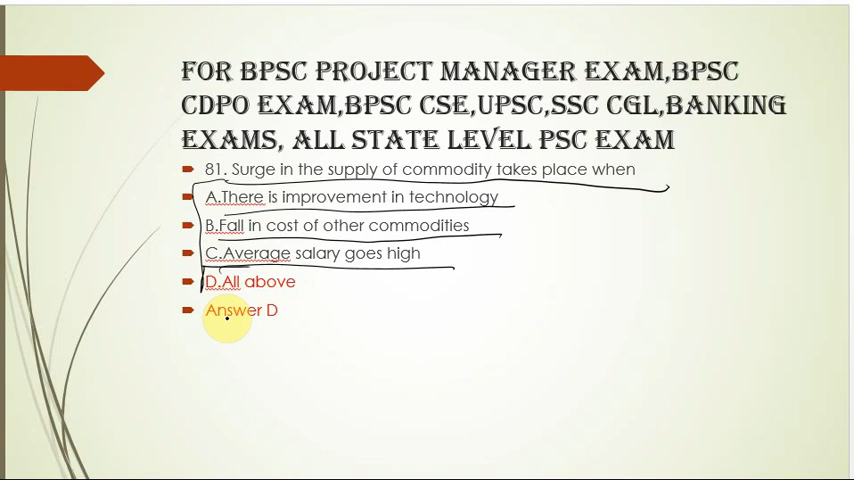 FOR BPSC PROJECT MANAGER EXAM,BPSC
CDPO EXAM,BPSC CSE,UPSC,SSC CGL,BANKING
EXAMS, ALL STATE LEVEL PSC EXAM
81. Surge in the supply of commodity takes place when
A.There is improvement in technology
B.Fall in cost of other commodities
C.Average salary goes high
D.All above
Answer D